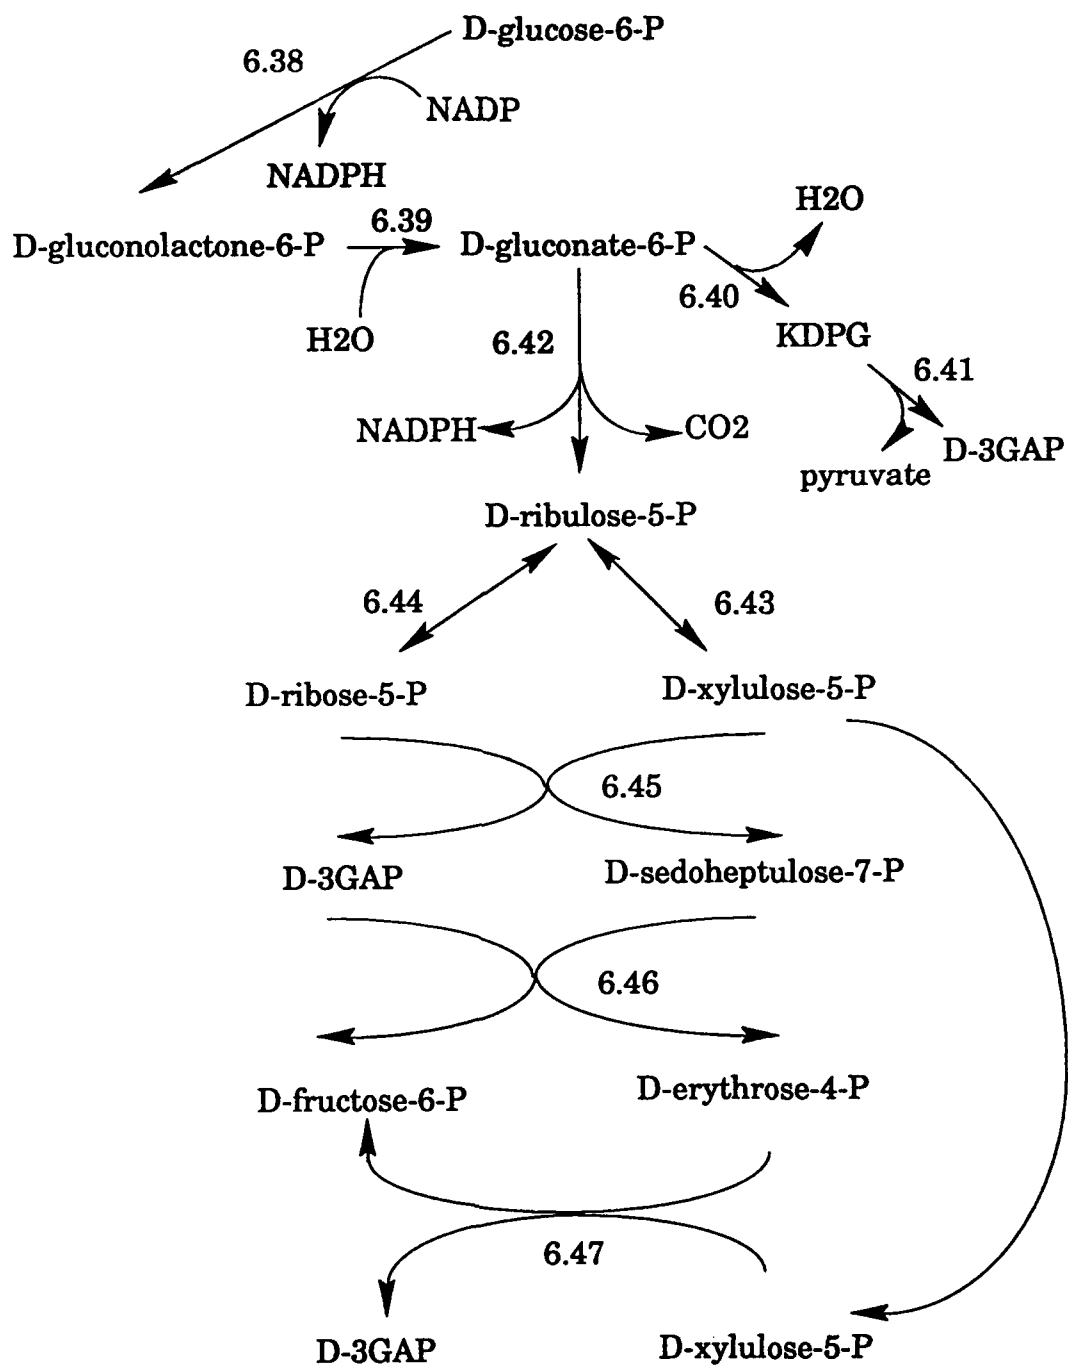 D-glucose-6-P
6.38
NADP
NADPH
H2O
6.39
D-gluconolactone-6-P
D-gluconate-6-P
6.40
H2O
6.42
KDPG
6.41
NADPH
CO2
D-3GAP
pyruvate
D-ribulose-5-P
6.44
6.43
D-ribose-5-P
D-xylulose-5-P
6.45
D-3GAP
D-sedoheptulose-7-P
6.46
D-fructose-6-P
D-erythrose-4-P
6.47
D-3GAP
D-xylulose-5-P